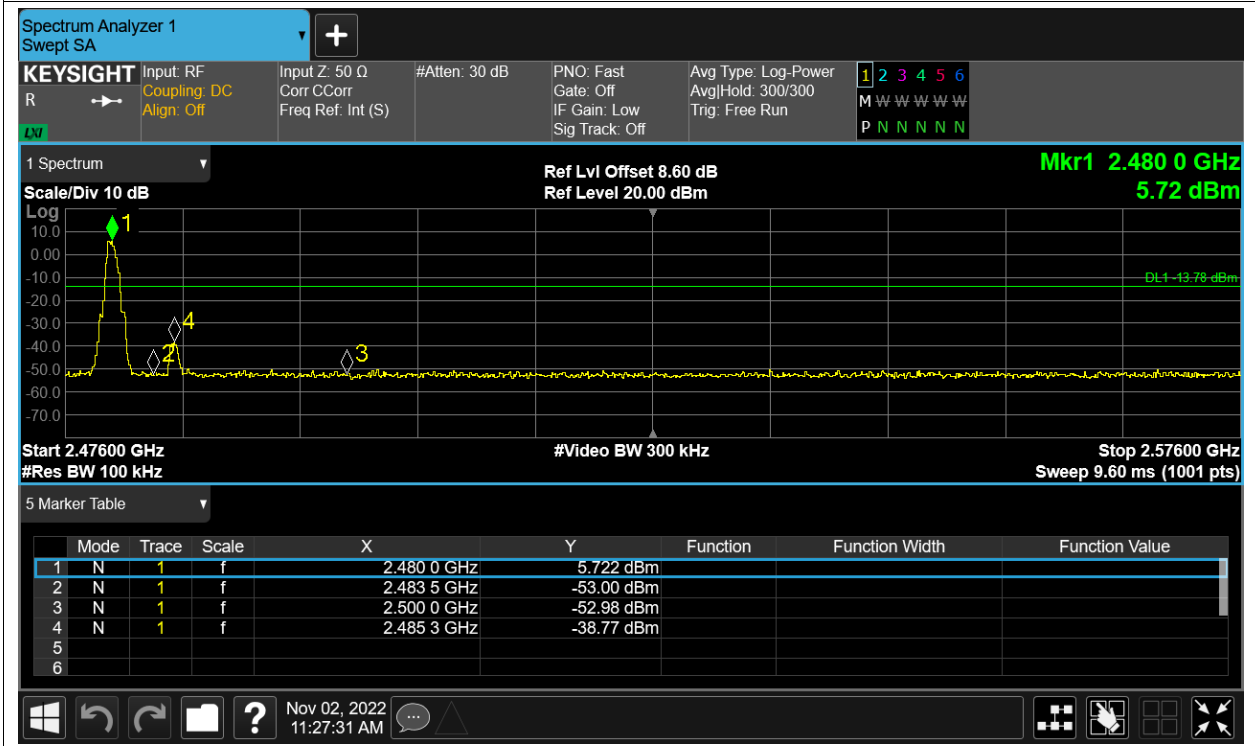 Spectrum Analyzer 1
Swept SA
+
KEYSIGHT Input: RF Input Z: 50 Ω #Atten: 30 dB PNO: Fast Avg Type: Log-Power 1 2 3 4 5 6
R Coupling: DC Corr CCorr Gate: Off Avg|Hold: 300/300 M W W W W W
Align: Off Freq Ref: Int (S) IF Gain: Low Trig: Free Run
LXI Sig Track: Off P N N N N N
1 Spectrum Ref Lvl Offset 8.60 dB Mkr1 2.480 0 GHz
Scale/Div 10 dB Ref Level 20.00 dBm 5.72 dBm
Log
1
10.0
0.00
-10.0 DL1 -13.78 dBm
-20.0
-30.0 4
-40.0 2 3
-50.0
-60.0
-70.0
Start 2.47600 GHz #Video BW 300 kHz Stop 2.57600 GHz
#Res BW 100 kHz Sweep 9.60 ms (1001 pts)
5 Marker Table
Mode Trace Scale X Y Function Function Width Function Value
1 N 1 f 2.480 0 GHz 5.722 dBm
2 N 1 f 2.483 5 GHz -53.00 dBm
3 N 1 f 2.500 0 GHz -52.98 dBm
4 N 1 f 2.485 3 GHz -38.77 dBm
5
6
? Nov 02, 2022
11:27:31 AM